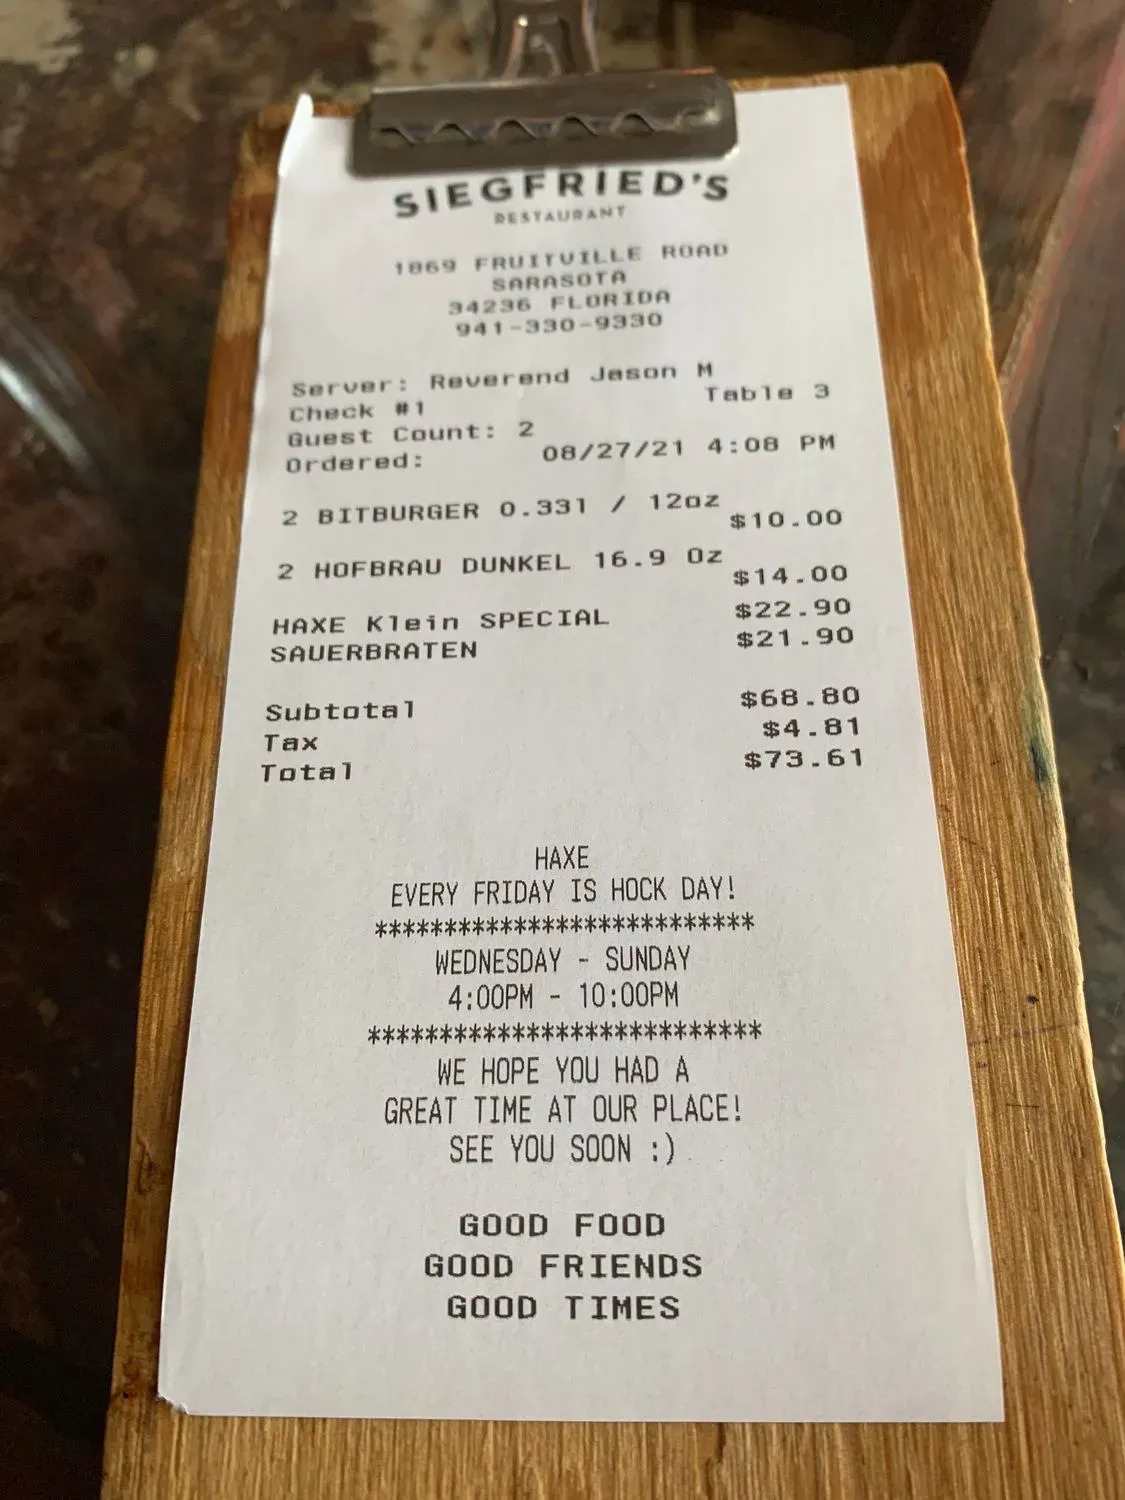 SIEGFRIED'S
RESTAURANT
1869 FRUITVILLE ROAD
SARASOTA
34236 FLORIDA
941-330-9330
Server: Reverend Jason M
Check #1 Table 3
Guest Count: 2
Ordered: 08/27/21 4:08 PM
2 BITBURGER 0.331 / 12oz
$10.00
2 HOFBRAU DUNKEL 16.9 Oz
$14.00
HAXE Klein SPECIAL $22.90
SAUERBRATEN $21.90
Subtotal $68.80
Tax $4.81
Total $73.61
HAXE
EVERY FRIDAY IS HOCK DAY!
***************************
WEDNESDAY - SUNDAY
4:00PM - 10:00PM
***************************
WE HOPE YOU HAD A
GREAT TIME AT OUR PLACE!
SEE YOU SOON :)
GOOD FOOD
GOOD FRIENDS
GOOD TIMES